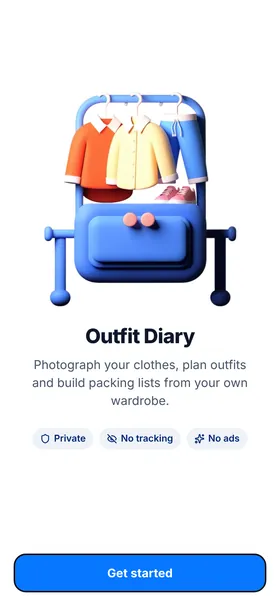 Outfit Diary
Photograph your clothes, plan outfits
and build packing lists from your own
wardrobe.
Private
No tracking
No ads
Get started